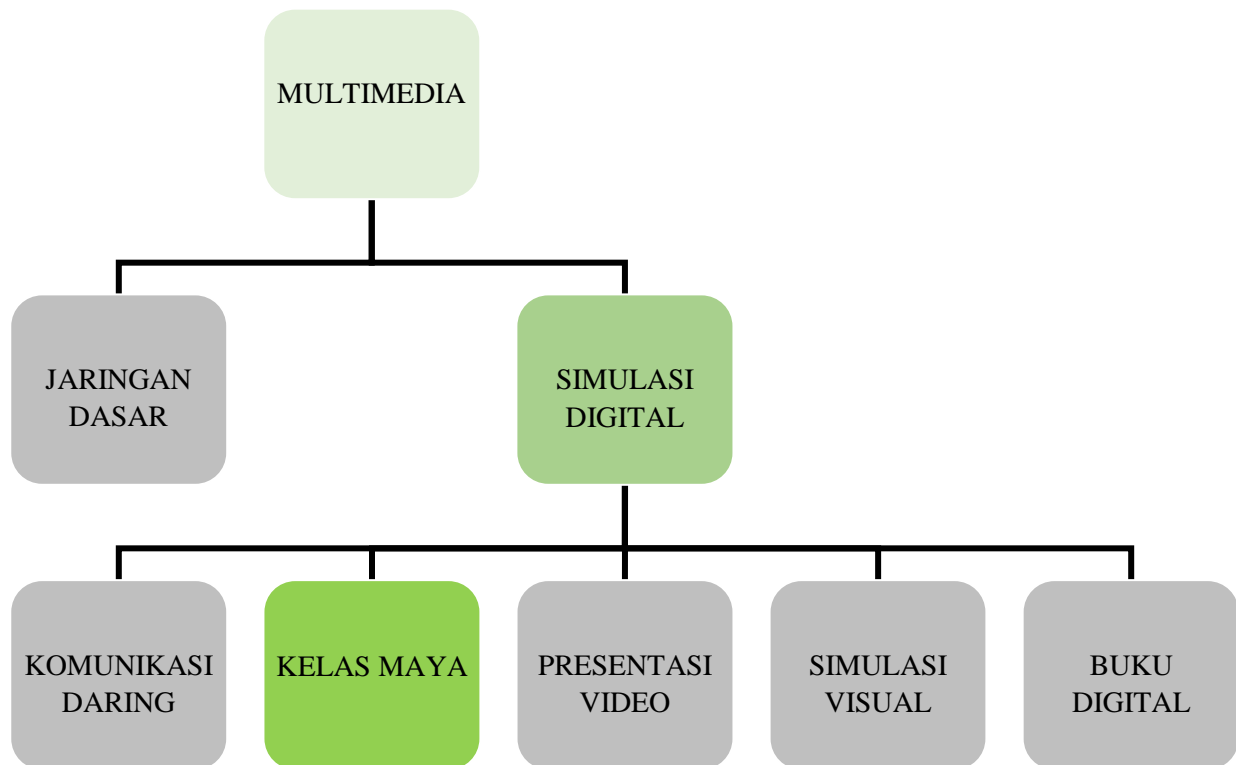 MULTIMEDIA
JARINGAN
DASAR
SIMULASI
DIGITAL
KOMUNIKASI
DARING
KELAS MAYA
PRESENTASI
VIDEO
SIMULASI
VISUAL
BUKU
DIGITAL